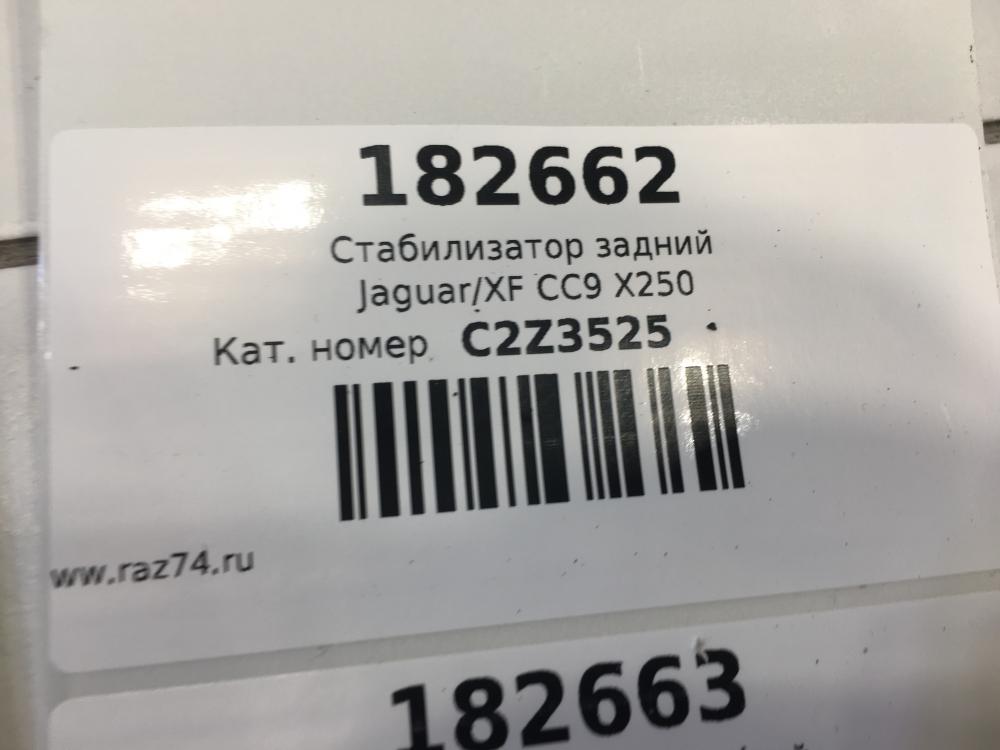 182662
Стабилизатор задний
Jaguar/XF CC9 X250
Кат. номер C2Z3525
www.raz74.ru
182663